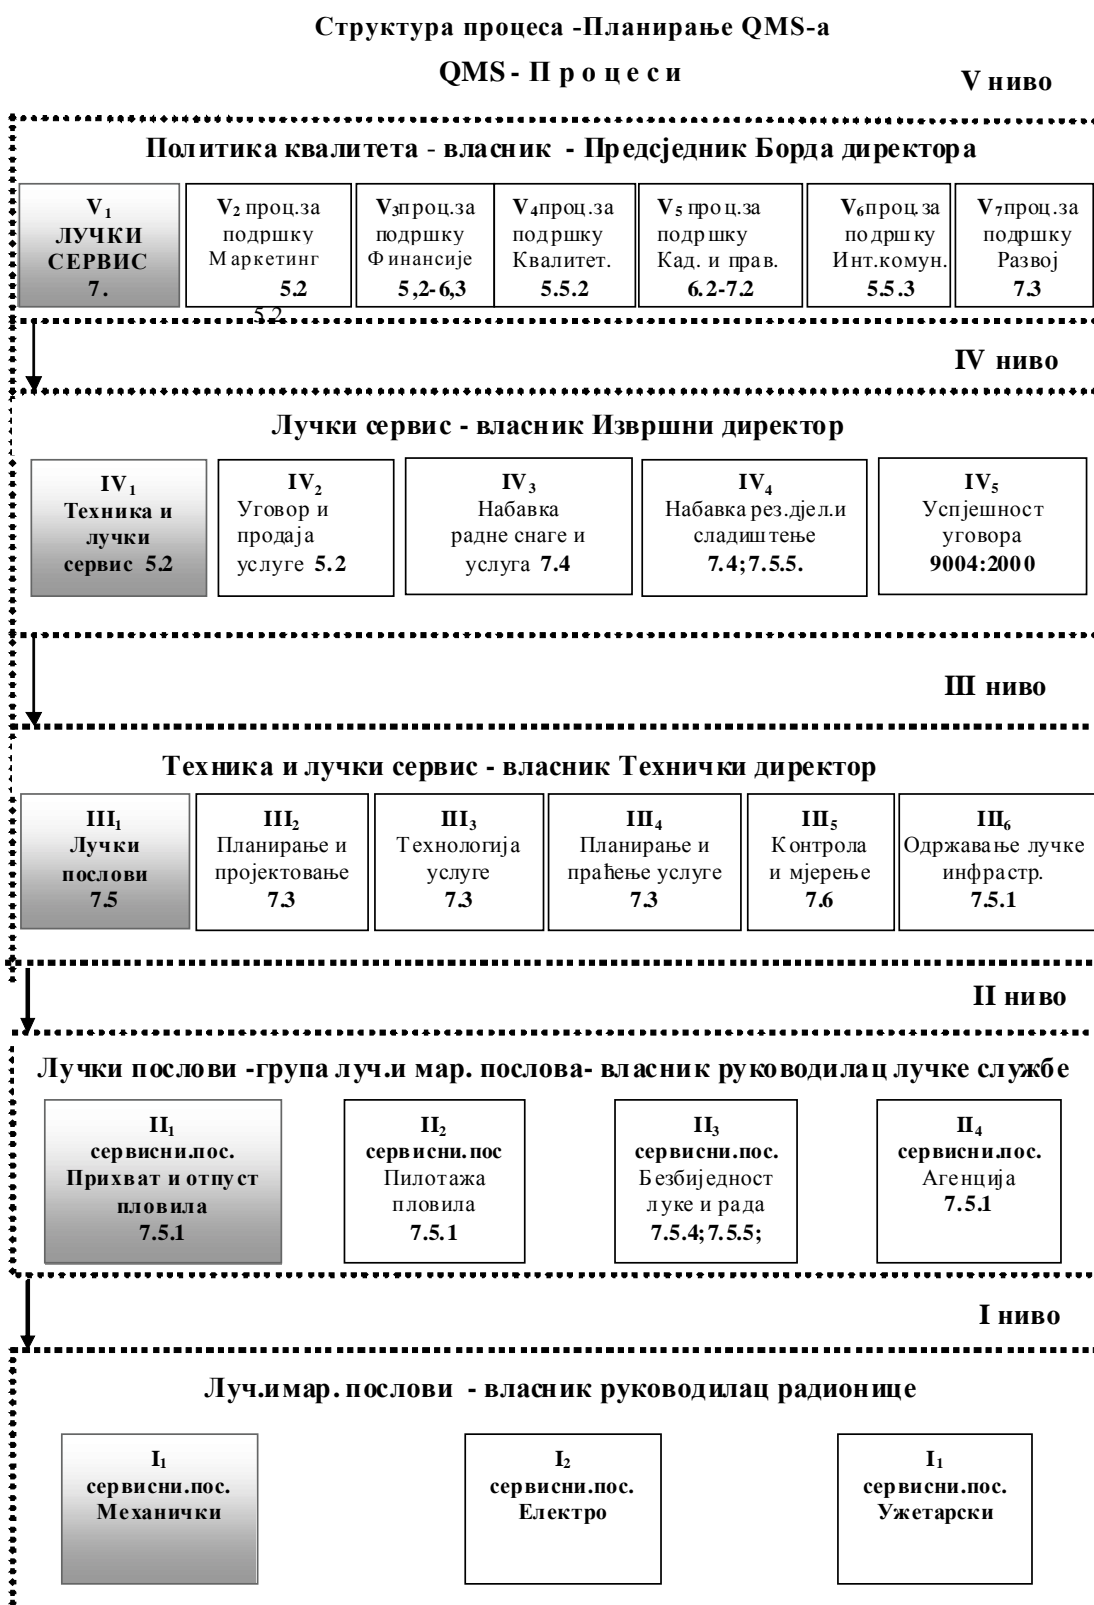 Структура процеса -Планирање QMS-а
QMS - П р о ц е с и
V ниво
Политика квалитета - власник - Предсједник Борда директора
V1
ЛУЧКИ
СЕРВИС
7.
V2 проц.за
подршку
Маркетинг
5.2
5.2
V3проц.за
подршку
Финансије
5,2-6,3
V4проц.за
подршку
Квалитет.
5.5.2
V5 проц.за
подршку
Кад. и прав.
6.2-7.2
V6проц.за
подршку
Инт.комун.
5.5.3
V7проц.за
подршку
Развој
7.3
IV ниво
Лучки сервис - власник Извршни директор
IV1
Техника и
лучки
сервис 5.2
IV2
Уговор и
продаја
услуге 5.2
IV3
Набавка
радне снаге и
услуга 7.4
IV4
Набавка рез.дјел.и
сладиштење
7.4;7.5.5.
IV5
Успјешност
уговора
9004:2000
III ниво
Техника и лучки сервис - власник Технички директор
III1
Лучки
послови
7.5
III2
Планирање и
пројектовање
7.3
III3
Технологија
услуге
7.3
III4
Планирање и
праћење услуге
7.3
III5
Контрола
и мјерење
7.6
III6
Одржавање лучке
инфрастр.
7.5.1
II ниво
Лучки послови -група луч.и мар. послова- власник руководилац лучке службе
II1
сервисни.пос.
Прихват и отпуст
пловила
7.5.1
II2
сервисни.пос
Пилотажа
пловила
7.5.1
II3
сервисни.пос.
Безбиједност
луке и рада
7.5.4;7.5.5;
II4
сервисни.пос.
Агенција
7.5.1
I ниво
Луч.имар. послови - власник руководилац радионице
I1
сервисни.пос.
Механички
I2
сервисни.пос.
Електро
I1
сервисни.пос.
Ужетарски